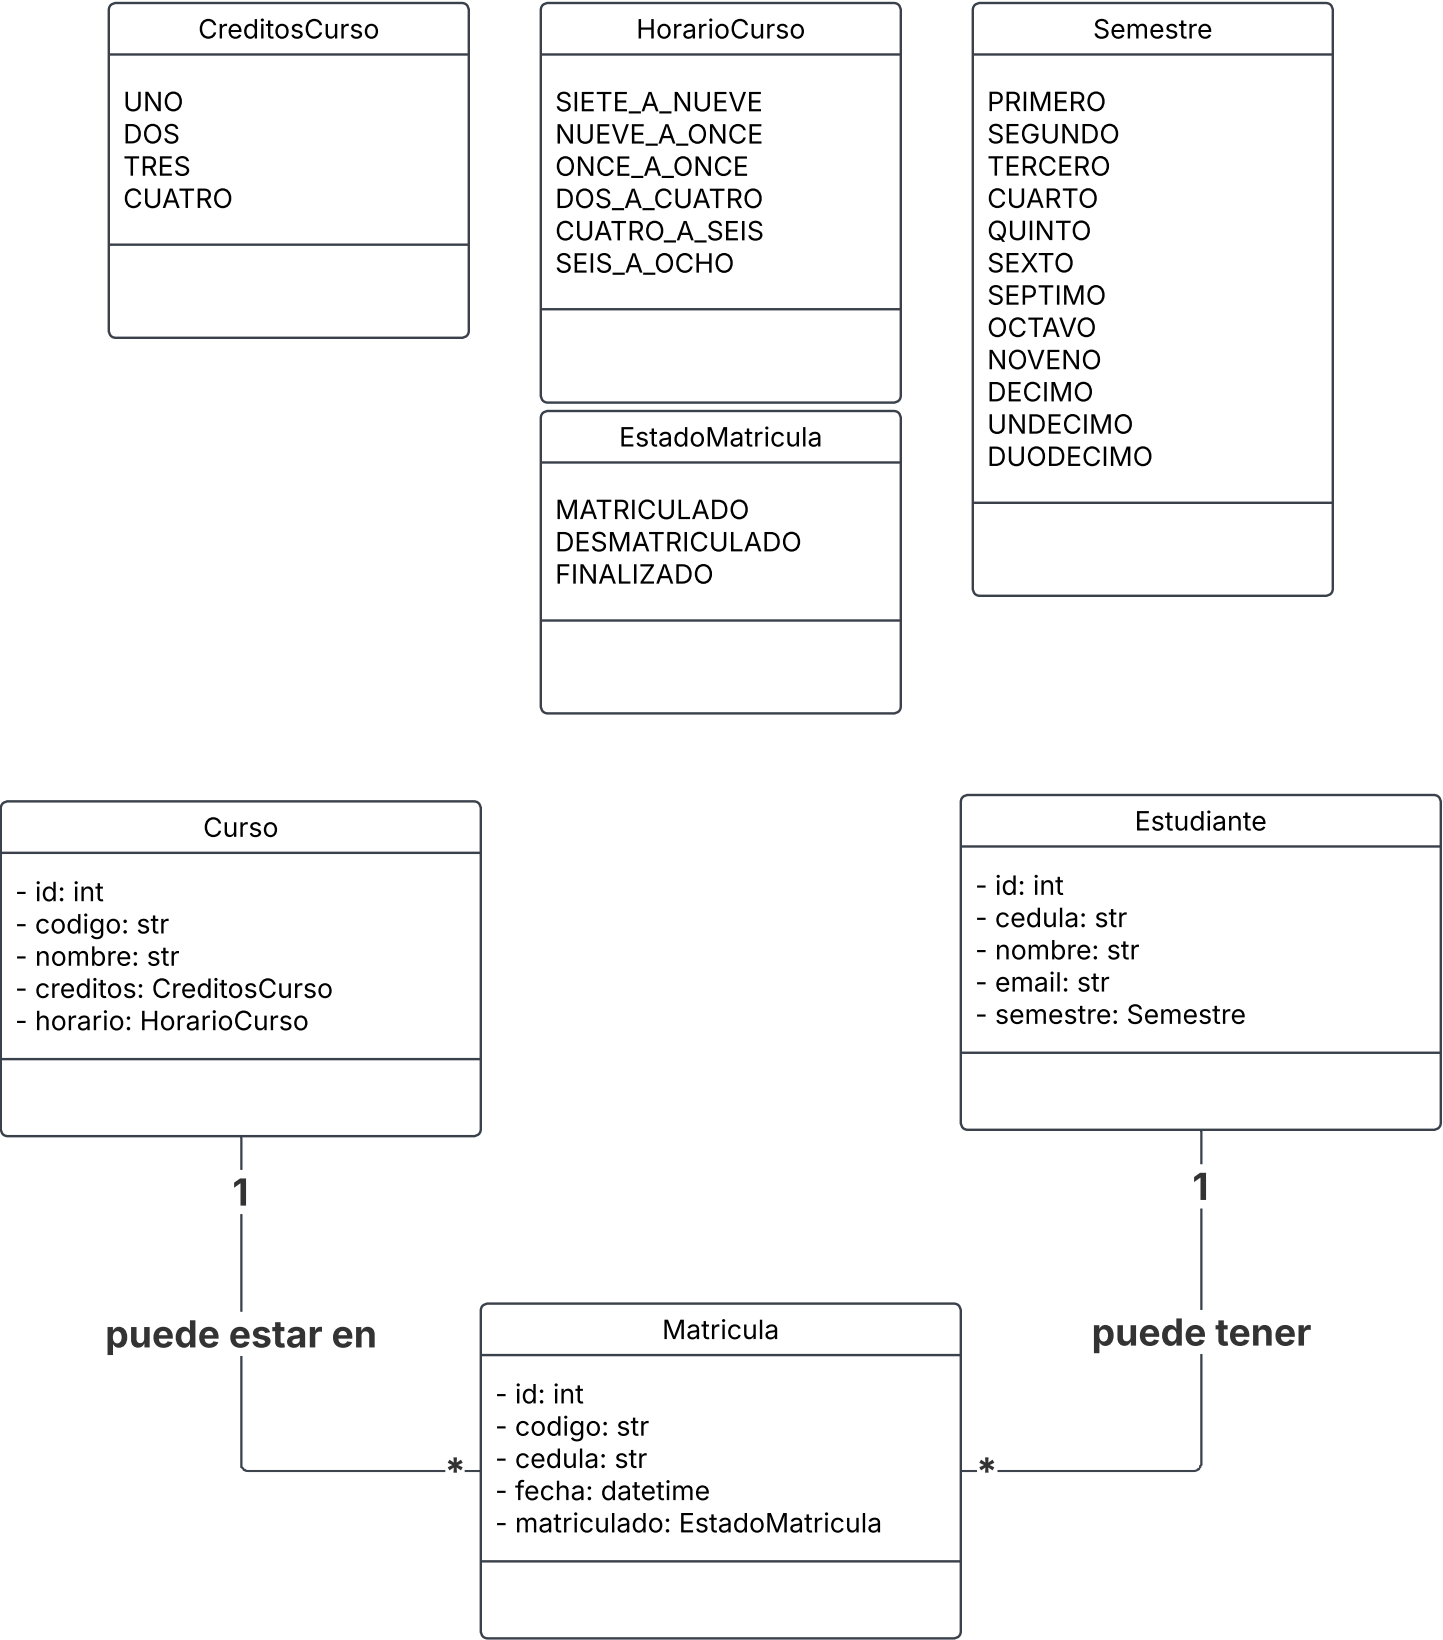 CreditosCurso
UNO
DOS
TRES
CUATRO
HorarioCurso
SIETE_A_NUEVE
NUEVE_A_ONCE
ONCE_A_ONCE
DOS_A_CUATRO
CUATRO_A_SEIS
SEIS_A_OCHO
Semestre
PRIMERO
SEGUNDO
TERCERO
CUARTO
QUINTO
SEXTO
SEPTIMO
OCTAVO
NOVENO
DECIMO
UNDECIMO
DUODECIMO
EstadoMatricula
MATRICULADO
DESMATRICULADO
FINALIZADO
Curso
- id: int
- codigo: str
- nombre: str
- creditos: CreditosCurso
- horario: HorarioCurso
Estudiante
- id: int
- cedula: str
- nombre: str
- email: str
- semestre: Semestre
1
puede estar en
*
1
puede tener
*
Matricula
- id: int
- codigo: str
- cedula: str
- fecha: datetime
- matriculado: EstadoMatricula